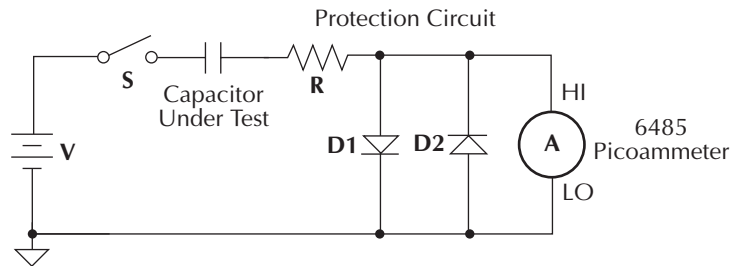 Protection Circuit
S
Capacitor
Under Test
R
HI
V
D1
D2
A
6485
Picoammeter
LO